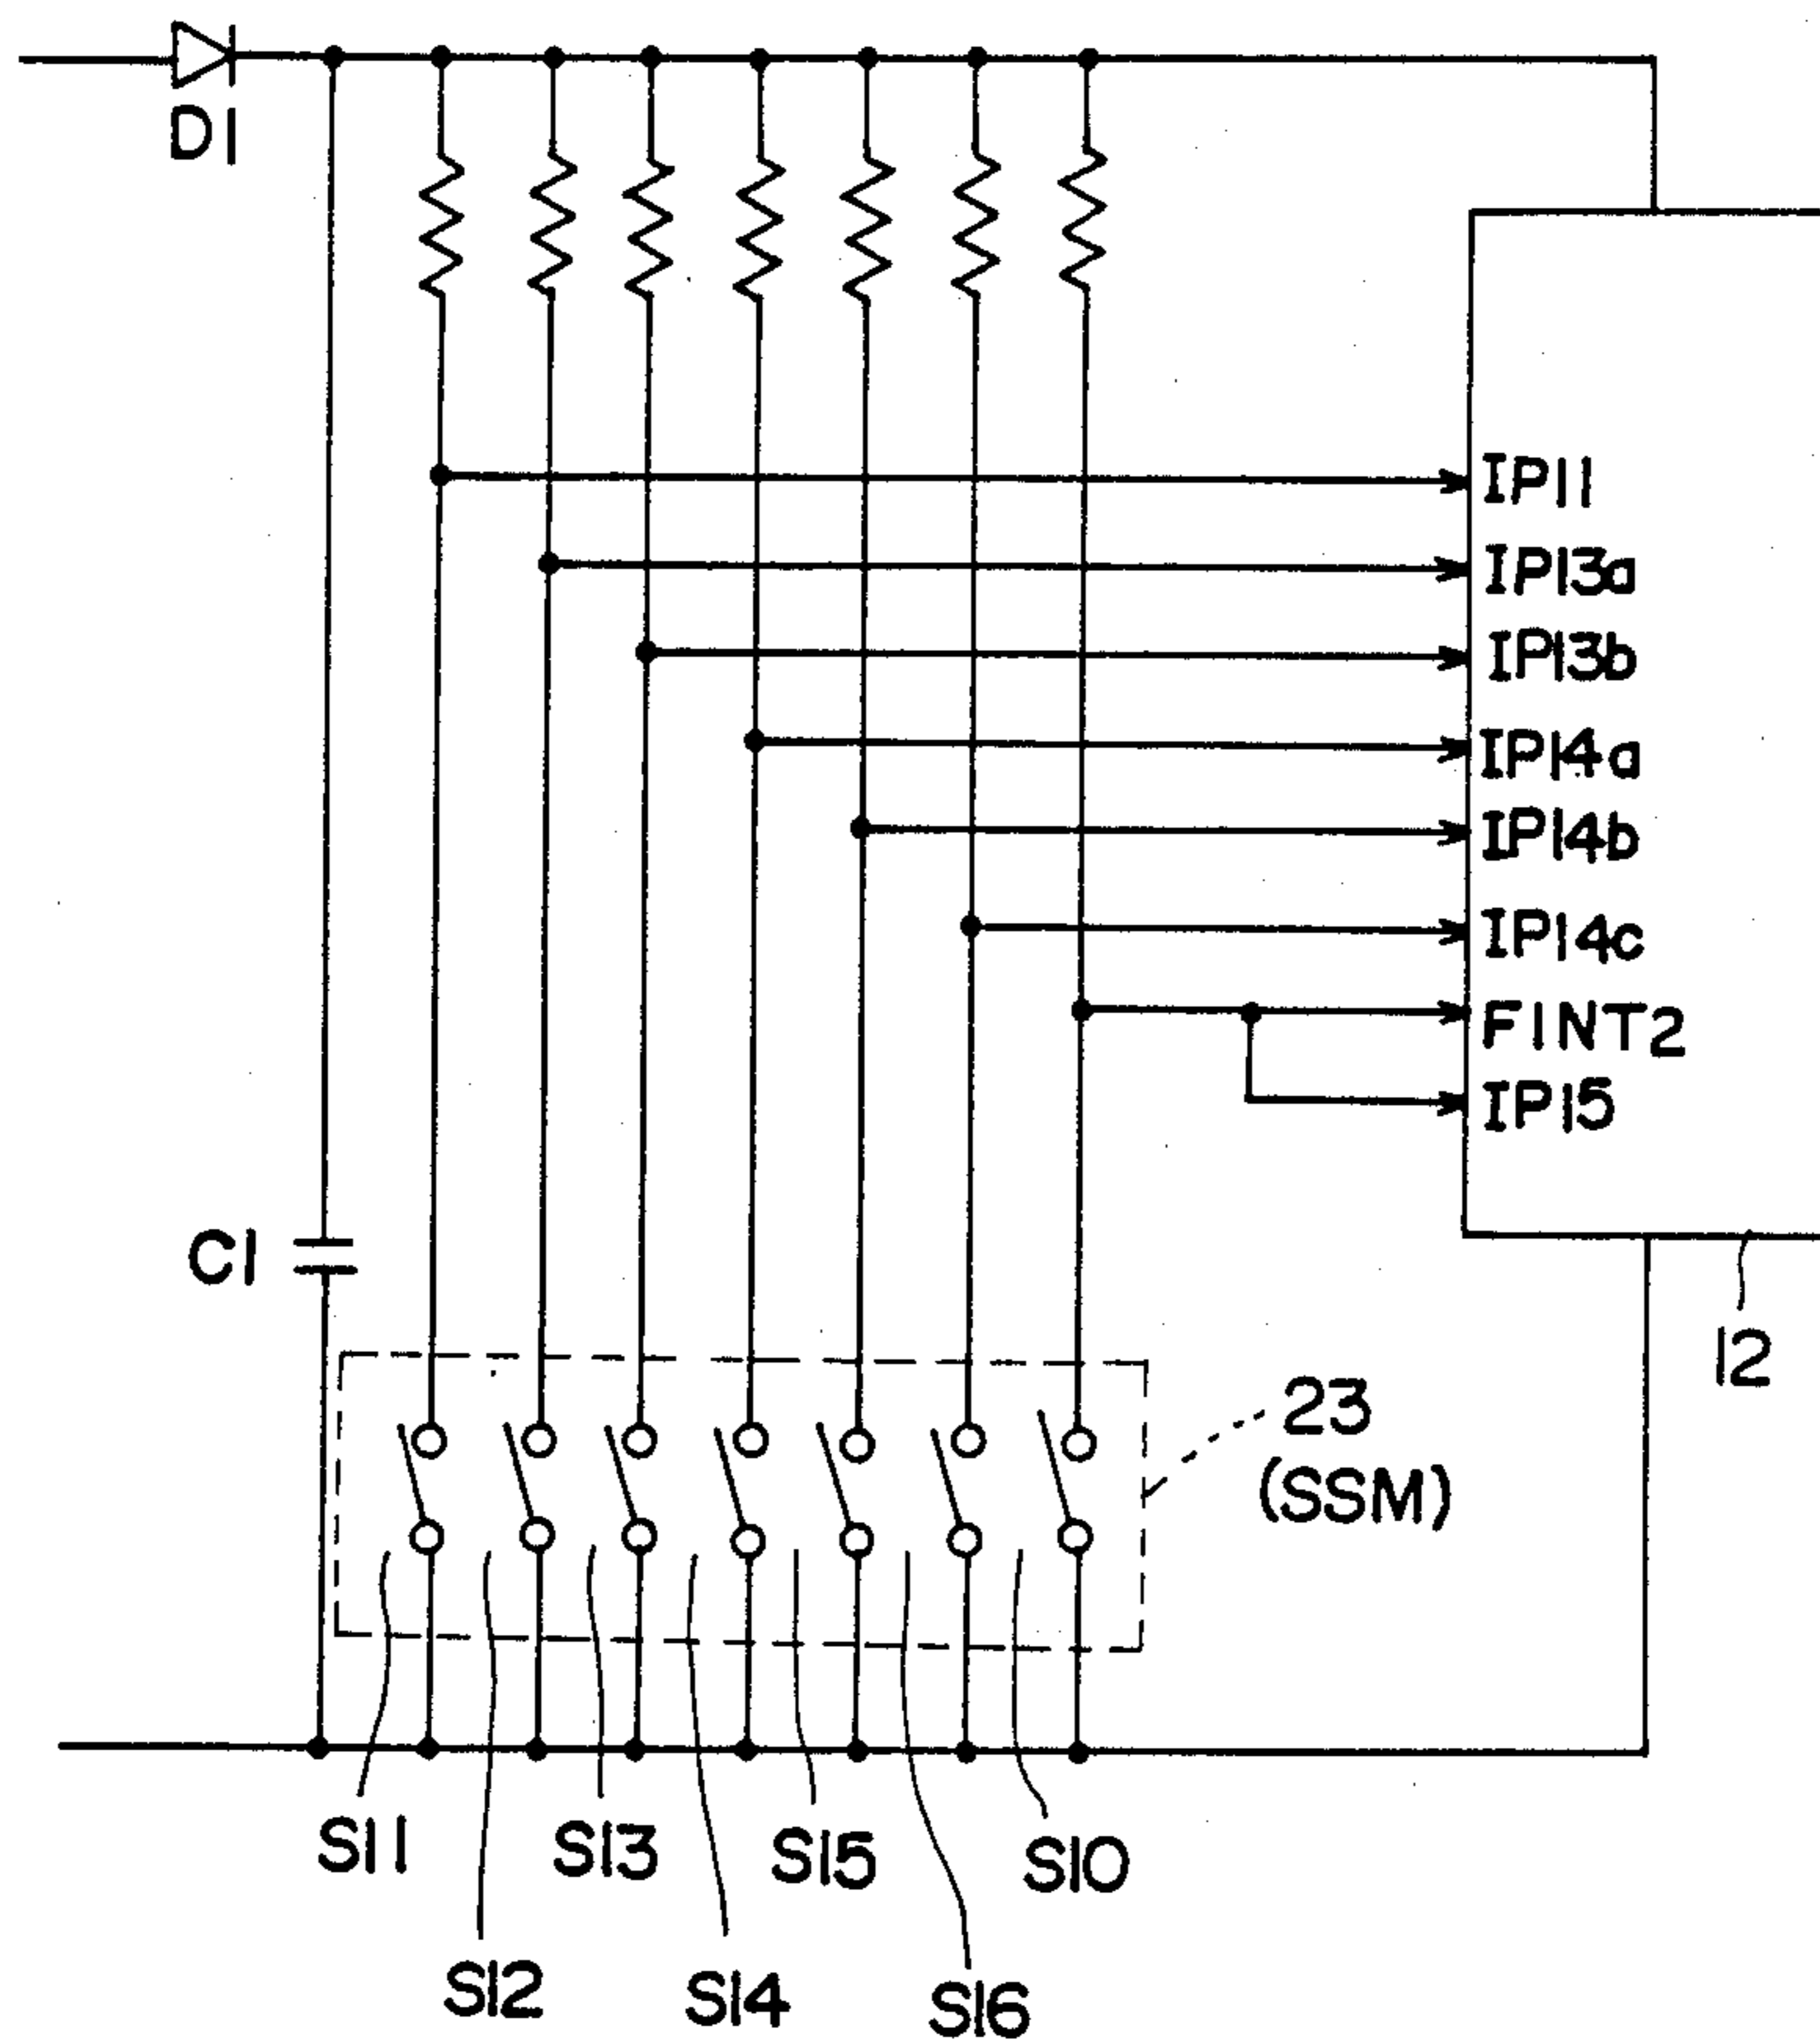 D1
IP11
IP13a
IP13b
IP14a
IP14b
IP14c
FINT2
IP15
C1
12
23
(SSM)
S11
S13
S15
S10
S12
S14
S16